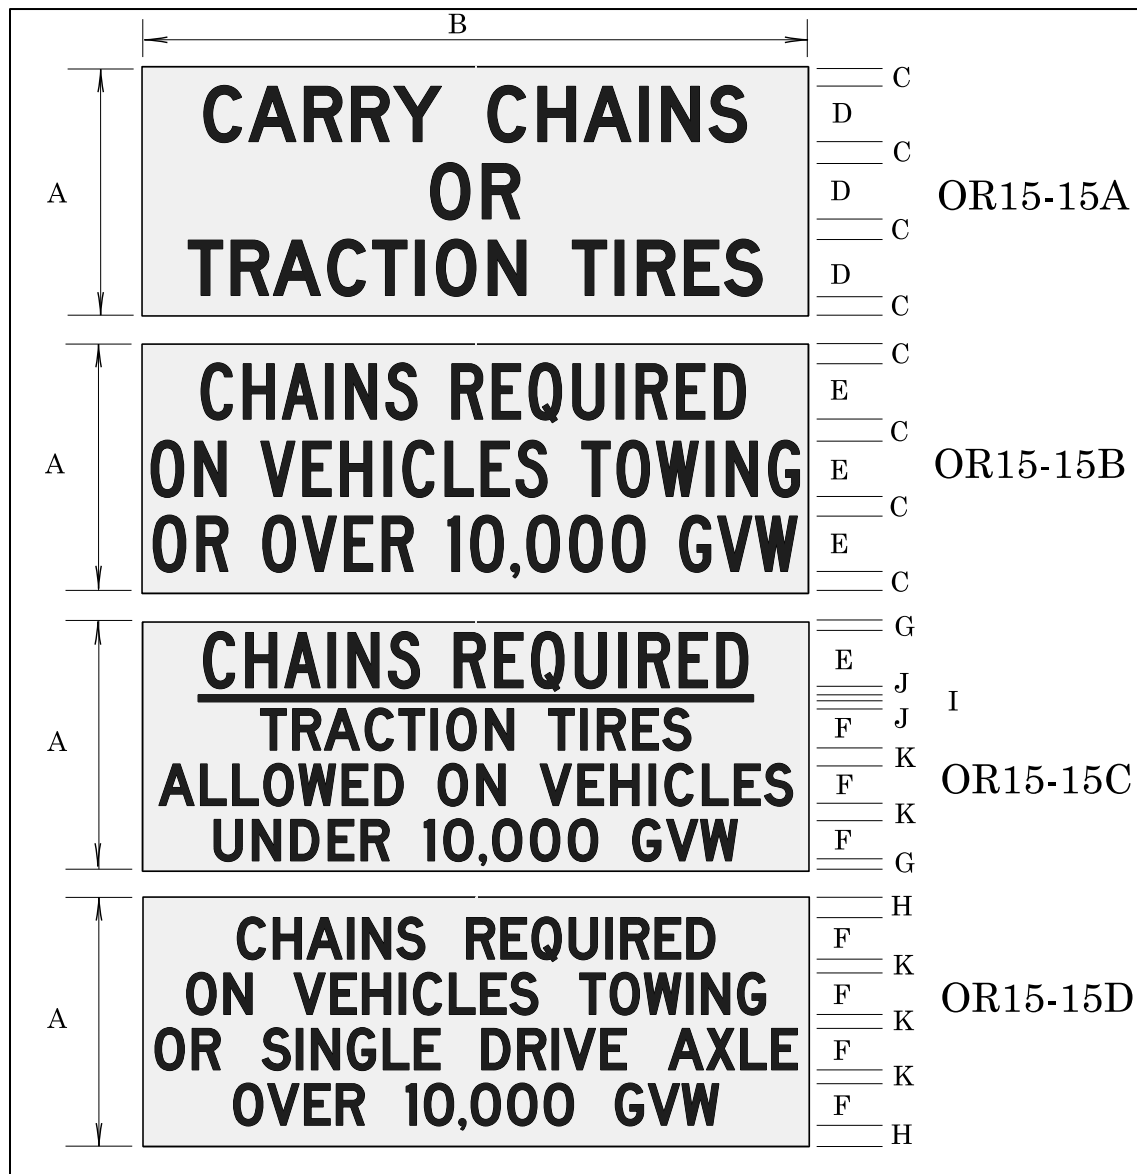 B
A
CARRY CHAINS
OR
TRACTION TIRES
C
D
C
D
C
D
C
OR15-15A
A
CHAINS REQUIRED
ON VEHICLES TOWING
OR OVER 10,000 GVW
C
E
C
E
C
E
C
OR15-15B
A
CHAINS REQUIRED
TRACTION TIRES
ALLOWED ON VEHICLES
UNDER 10,000 GVW
G
E
J
I
J
F
K
F
K
F
G
OR15-15C
A
CHAINS REQUIRED
ON VEHICLES TOWING
OR SINGLE DRIVE AXLE
OVER 10,000 GVW
H
F
K
F
K
F
K
F
H
OR15-15D